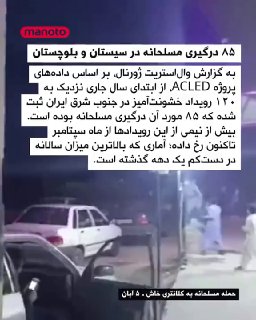 manoto
۸۵ درگیری مسلحانه در سیستان و بلوچستان
به گزارش وال‌استریت ژورنال، بر اساس داده‌های
پروژه ACLED، از ابتدای سال جاری نزدیک به
۱۲۰ رویداد خشونت‌آمیز در جنوب شرق ایران ثبت
شده که ۸۵ مورد آن درگیری مسلحانه بوده است.
بیش از نیمی از این رویدادها از ماه سپتامبر
تاکنون رخ داده؛ آماری که بالاترین میزان سالانه
در دست‌کم یک دهه گذشته است.
حمله مسلحانه به کلانتری خاش - ۵ آبان